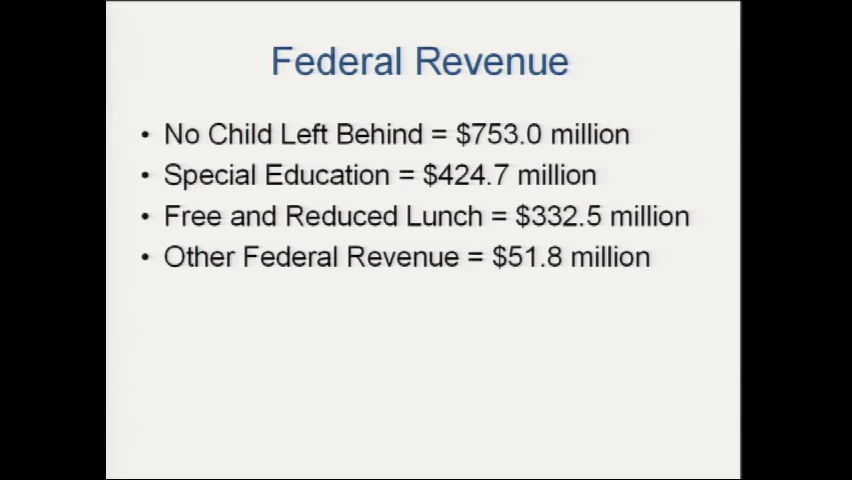 Federal Revenue
• No Child Left Behind = $753.0 million
• Special Education = $424.7 million
• Free and Reduced Lunch = $332.5 million
• Other Federal Revenue = $51.8 million